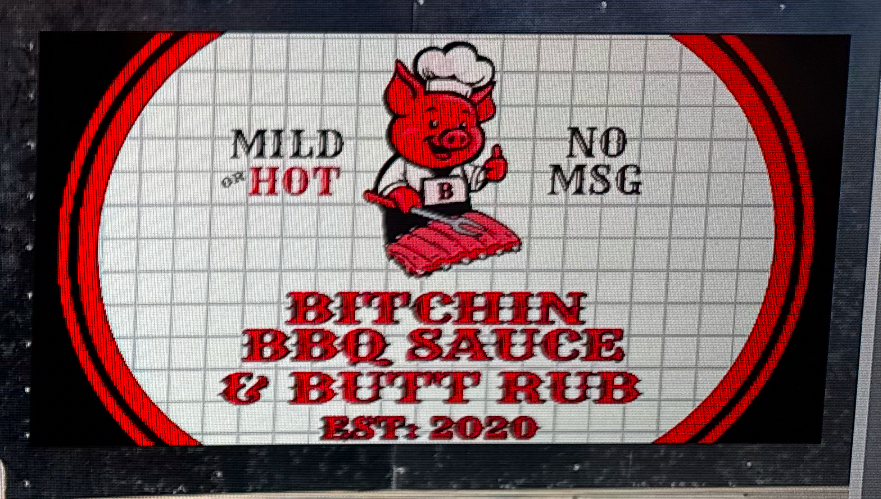 MILD
OR HOT
NO
MSG
B
BITCHIN
BBQ SAUCE
& BUTT RUB
EST: 2020